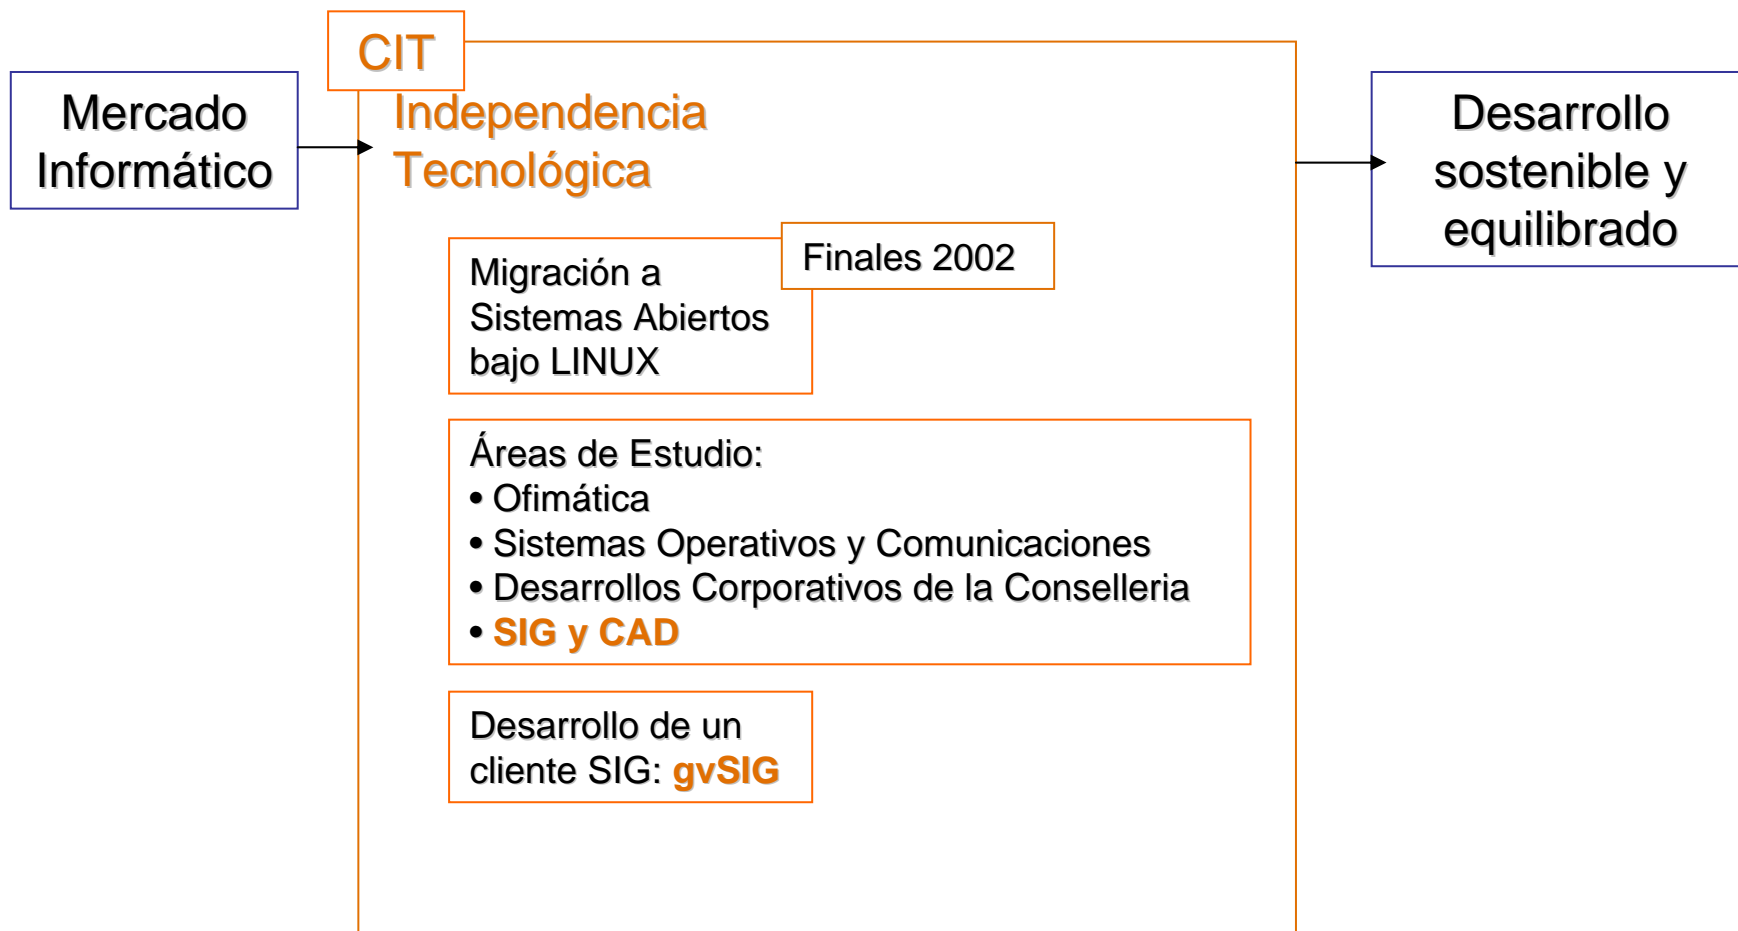 CIT
Mercado
Informático
Independencia
Tecnológica
Desarrollo
sostenible y
equilibrado
Finales 2002
Migración a
Sistemas Abiertos
bajo LINUX
Áreas de Estudio:
• Ofimática
• Sistemas Operativos y Comunicaciones
• Desarrollos Corporativos de la Conselleria
• SIG y CAD
Desarrollo de un
cliente SIG: gvSIG